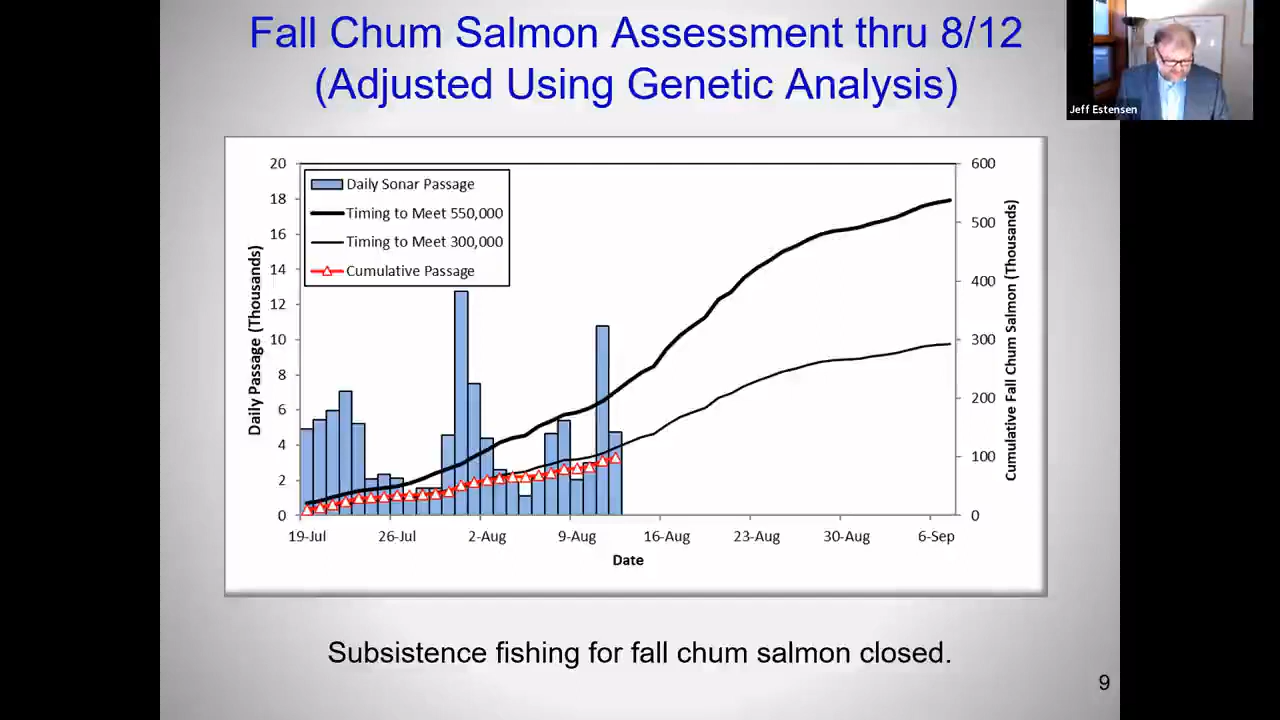 Fall Chum Salmon Assessment thru 8/12
(Adjusted Using Genetic Analysis)
Jeff Estensen
Daily Sonar Passage
Timing to Meet 550,000
Timing to Meet 300,000
Cumulative Passage
Daily Passage (Thousands)
20
18
16
14
12
10
8
6
4
2
0
600
500
400
300
200
100
0
Cumulative Fall Chum Salmon (Thousands)
19-Jul 26-Jul 2-Aug 9-Aug 16-Aug 23-Aug 30-Aug 6-Sep
Date
Subsistence fishing for fall chum salmon closed.
9